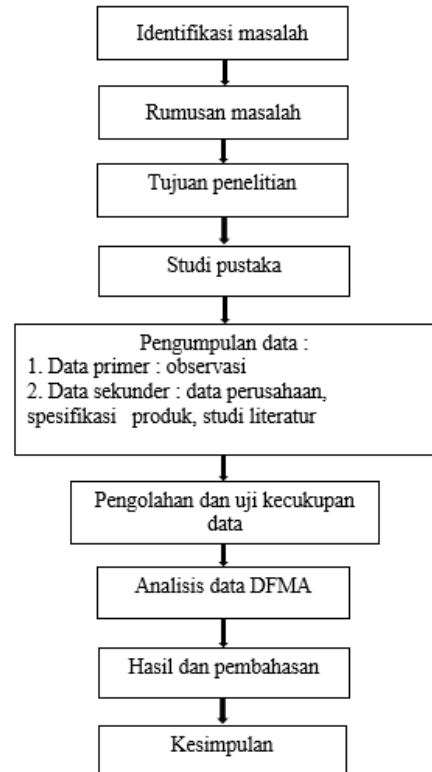 Identifikasi masalah
Rumusan masalah
Tujuan penelitian
Studi pustaka
Pengumpulan data :
1. Data primer : observasi
2. Data sekunder : data perusahaan,
spesifikasi produk, studi literatur
Pengolahan dan uji kecukupan
data
Analisis data DFMA
Hasil dan pembahasan
Kesimpulan